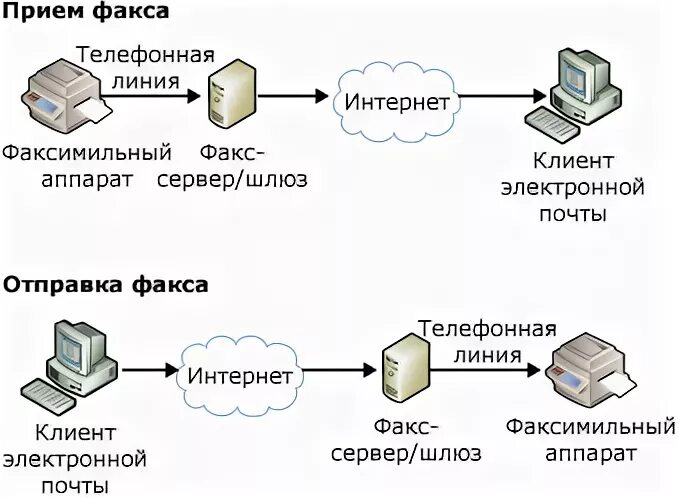 Прием факса
Телефонная
линия
Интернет
Факсимильный
аппарат
Факс-
сервер/шлюз
Клиент
электронной
почты
Отправка факса
Телефонная
линия
Интернет
Клиент
электронной
почты
Факс-
сервер/шлюз
Факсимильный
аппарат